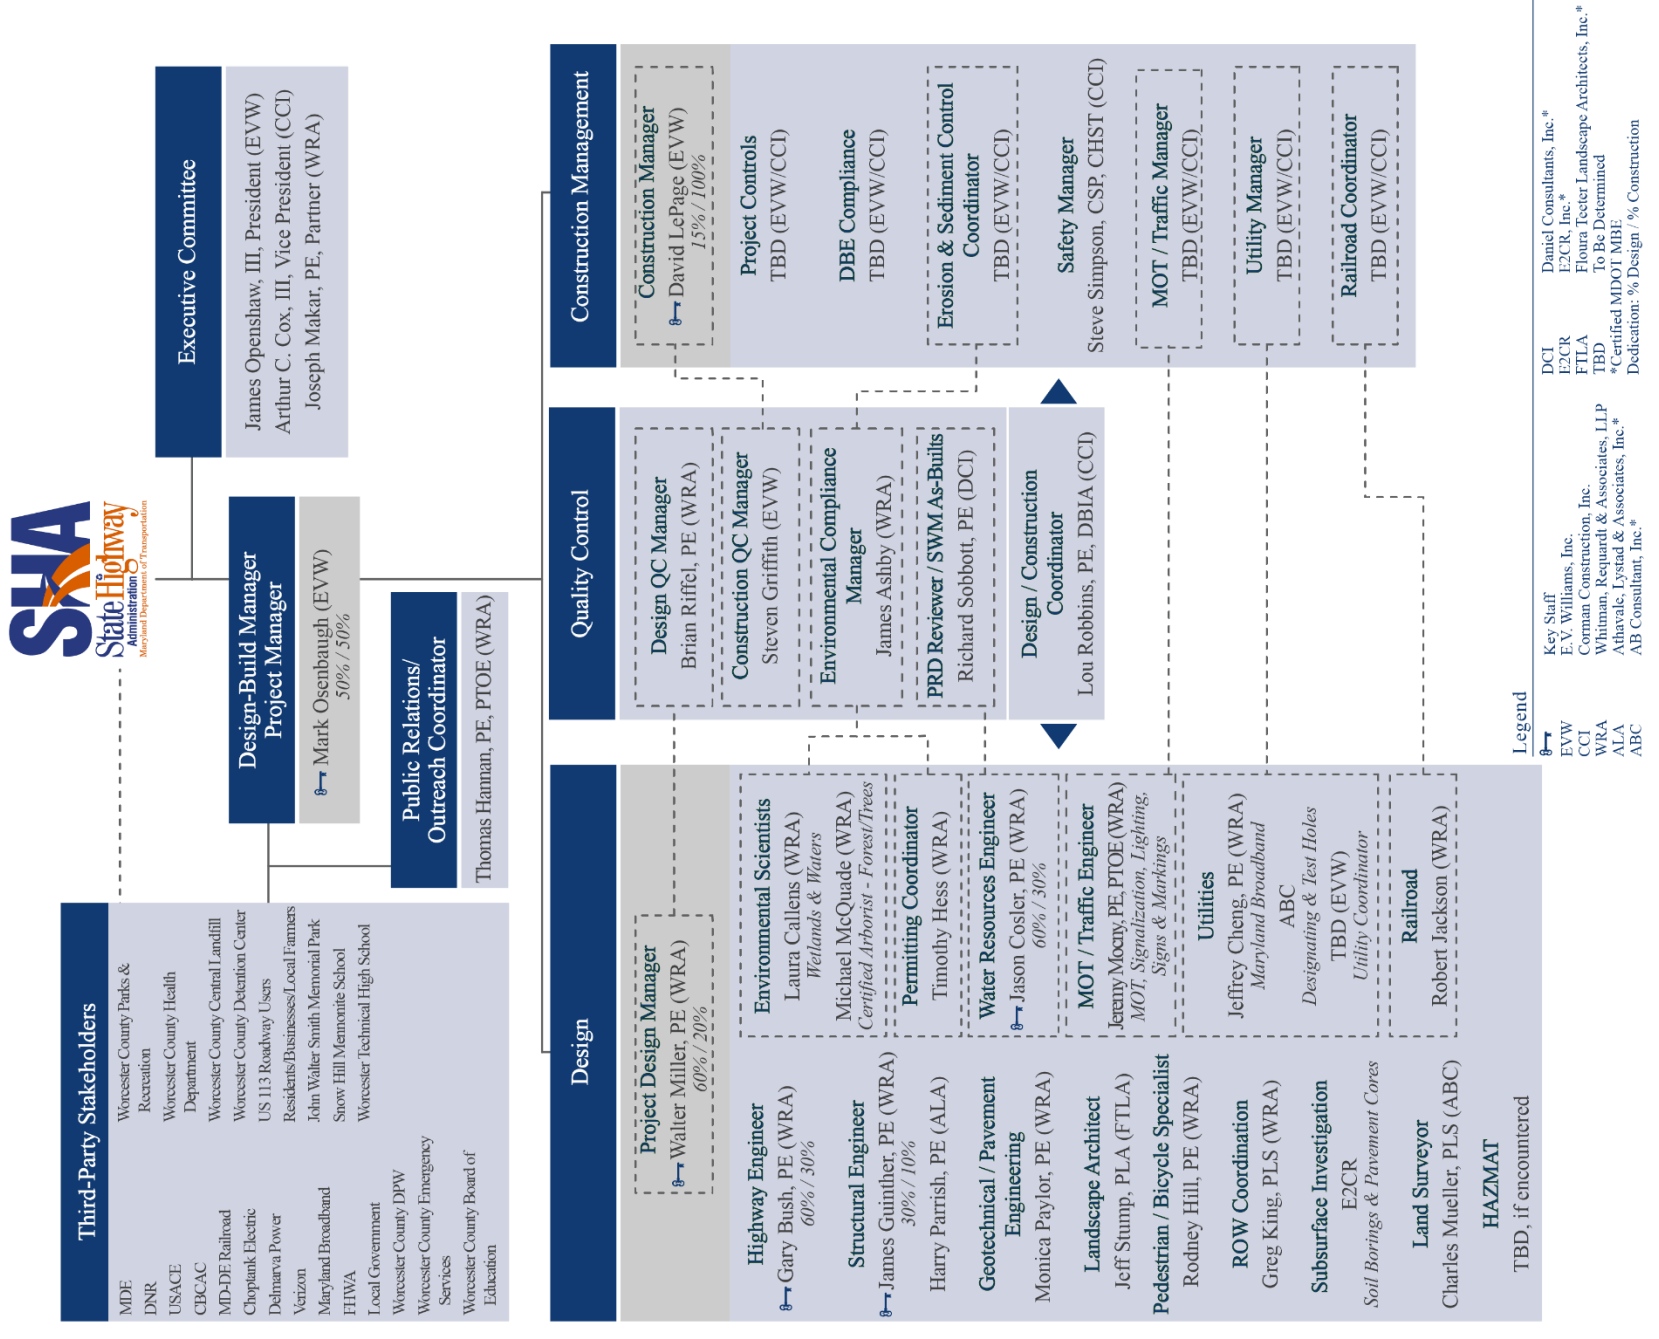 SHA
StateHighway
Administration
Maryland Department of Transportation
Executive Committee
James Openshaw, III, President (EVW)
Arthur C. Cox, III, Vice President (CCI)
Joseph Makar, PE, Partner (WRA)
Design-Build Manager
Project Manager
Mark Osenbaugh (EVW)
50% / 50%
Public Relations/
Outreach Coordinator
Thomas Hannan, PE, PTOE (WRA)
Third-Party Stakeholders
MDE
DNR
USACE
CBCAC
MD-DE Railroad
Choptank Electric
Delmarva Power
Verizon
Maryland Broadband
FHWA
Local Government
Worcester County DPW
Worcester County Emergency
Services
Worcester County Board of
Education
Worcester County Parks &
Recreation
Worcester County Health
Department
Worcester County Central Landfill
Worcester County Detention Center
US 113 Roadway Users
Residents/Businesses/Local Farmers
John Walter Smith Memorial Park
Snow Hill Mennonite School
Worcester Technical High School
Design
Project Design Manager
Walter Miller, PE (WRA)
60% / 20%
Highway Engineer
Gary Bush, PE (WRA)
60% / 30%
Structural Engineer
James Guinther, PE (WRA)
30% / 10%
Harry Parrish, PE (ALA)
Geotechnical / Pavement
Engineering
Monica Paylor, PE (WRA)
Landscape Architect
Jeff Stump, PLA (FTLA)
Pedestrian / Bicycle Specialist
Rodney Hill, PE (WRA)
ROW Coordination
Greg King, PLS (WRA)
Subsurface Investigation
E2CR
Soil Borings & Pavement Cores
Land Surveyor
Charles Mueller, PLS (ABC)
HAZMAT
TBD, if encountered
Environmental Scientists
Laura Callens (WRA)
Wetlands & Waters
Michael McQuade (WRA)
Certified Arborist - Forest/Trees
Permitting Coordinator
Timothy Hess (WRA)
Water Resources Engineer
Jason Cosler, PE (WRA)
60% / 30%
MOT / Traffic Engineer
Jeremy Mocny, PE, PTOE (WRA)
MOT, Signalization, Lighting,
Signs & Markings
Utilities
Jeffrey Cheng, PE (WRA)
Maryland Broadband
ABC
Designating & Test Holes
TBD (EVW)
Utility Coordinator
Railroad
Robert Jackson (WRA)
Quality Control
Design QC Manager
Brian Riffel, PE (WRA)
Construction QC Manager
Steven Griffith (EVW)
Environmental Compliance
Manager
James Ashby (WRA)
PRD Reviewer / SWM As-Builts
Richard Sobbott, PE (DCI)
Design / Construction
Coordinator
Lou Robbins, PE, DBIA (CCI)
Construction Management
Construction Manager
David LePage (EVW)
15% / 100%
Project Controls
TBD (EVW/CCI)
DBE Compliance
TBD (EVW/CCI)
Erosion & Sediment Control
Coordinator
TBD (EVW/CCI)
Safety Manager
Steve Simpson, CSP, CHST (CCI)
MOT / Traffic Manager
TBD (EVW/CCI)
Utility Manager
TBD (EVW/CCI)
Railroad Coordinator
TBD (EVW/CCI)
Legend
Key Staff
EVW E.V. Williams, Inc.
CCI Corman Construction, Inc.
WRA Whitman, Requardt & Associates, LLP
ALA Athavale, Lystad & Associates, Inc.*
ABC AB Consultant, Inc.*
DCI Daniel Consultants, Inc.*
E2CR E2CR, Inc.*
FTLA Floura Teeter Landscape Architects, Inc.*
TBD To Be Determined
*Certified MDOT MBE
Dedication: % Design / % Construction